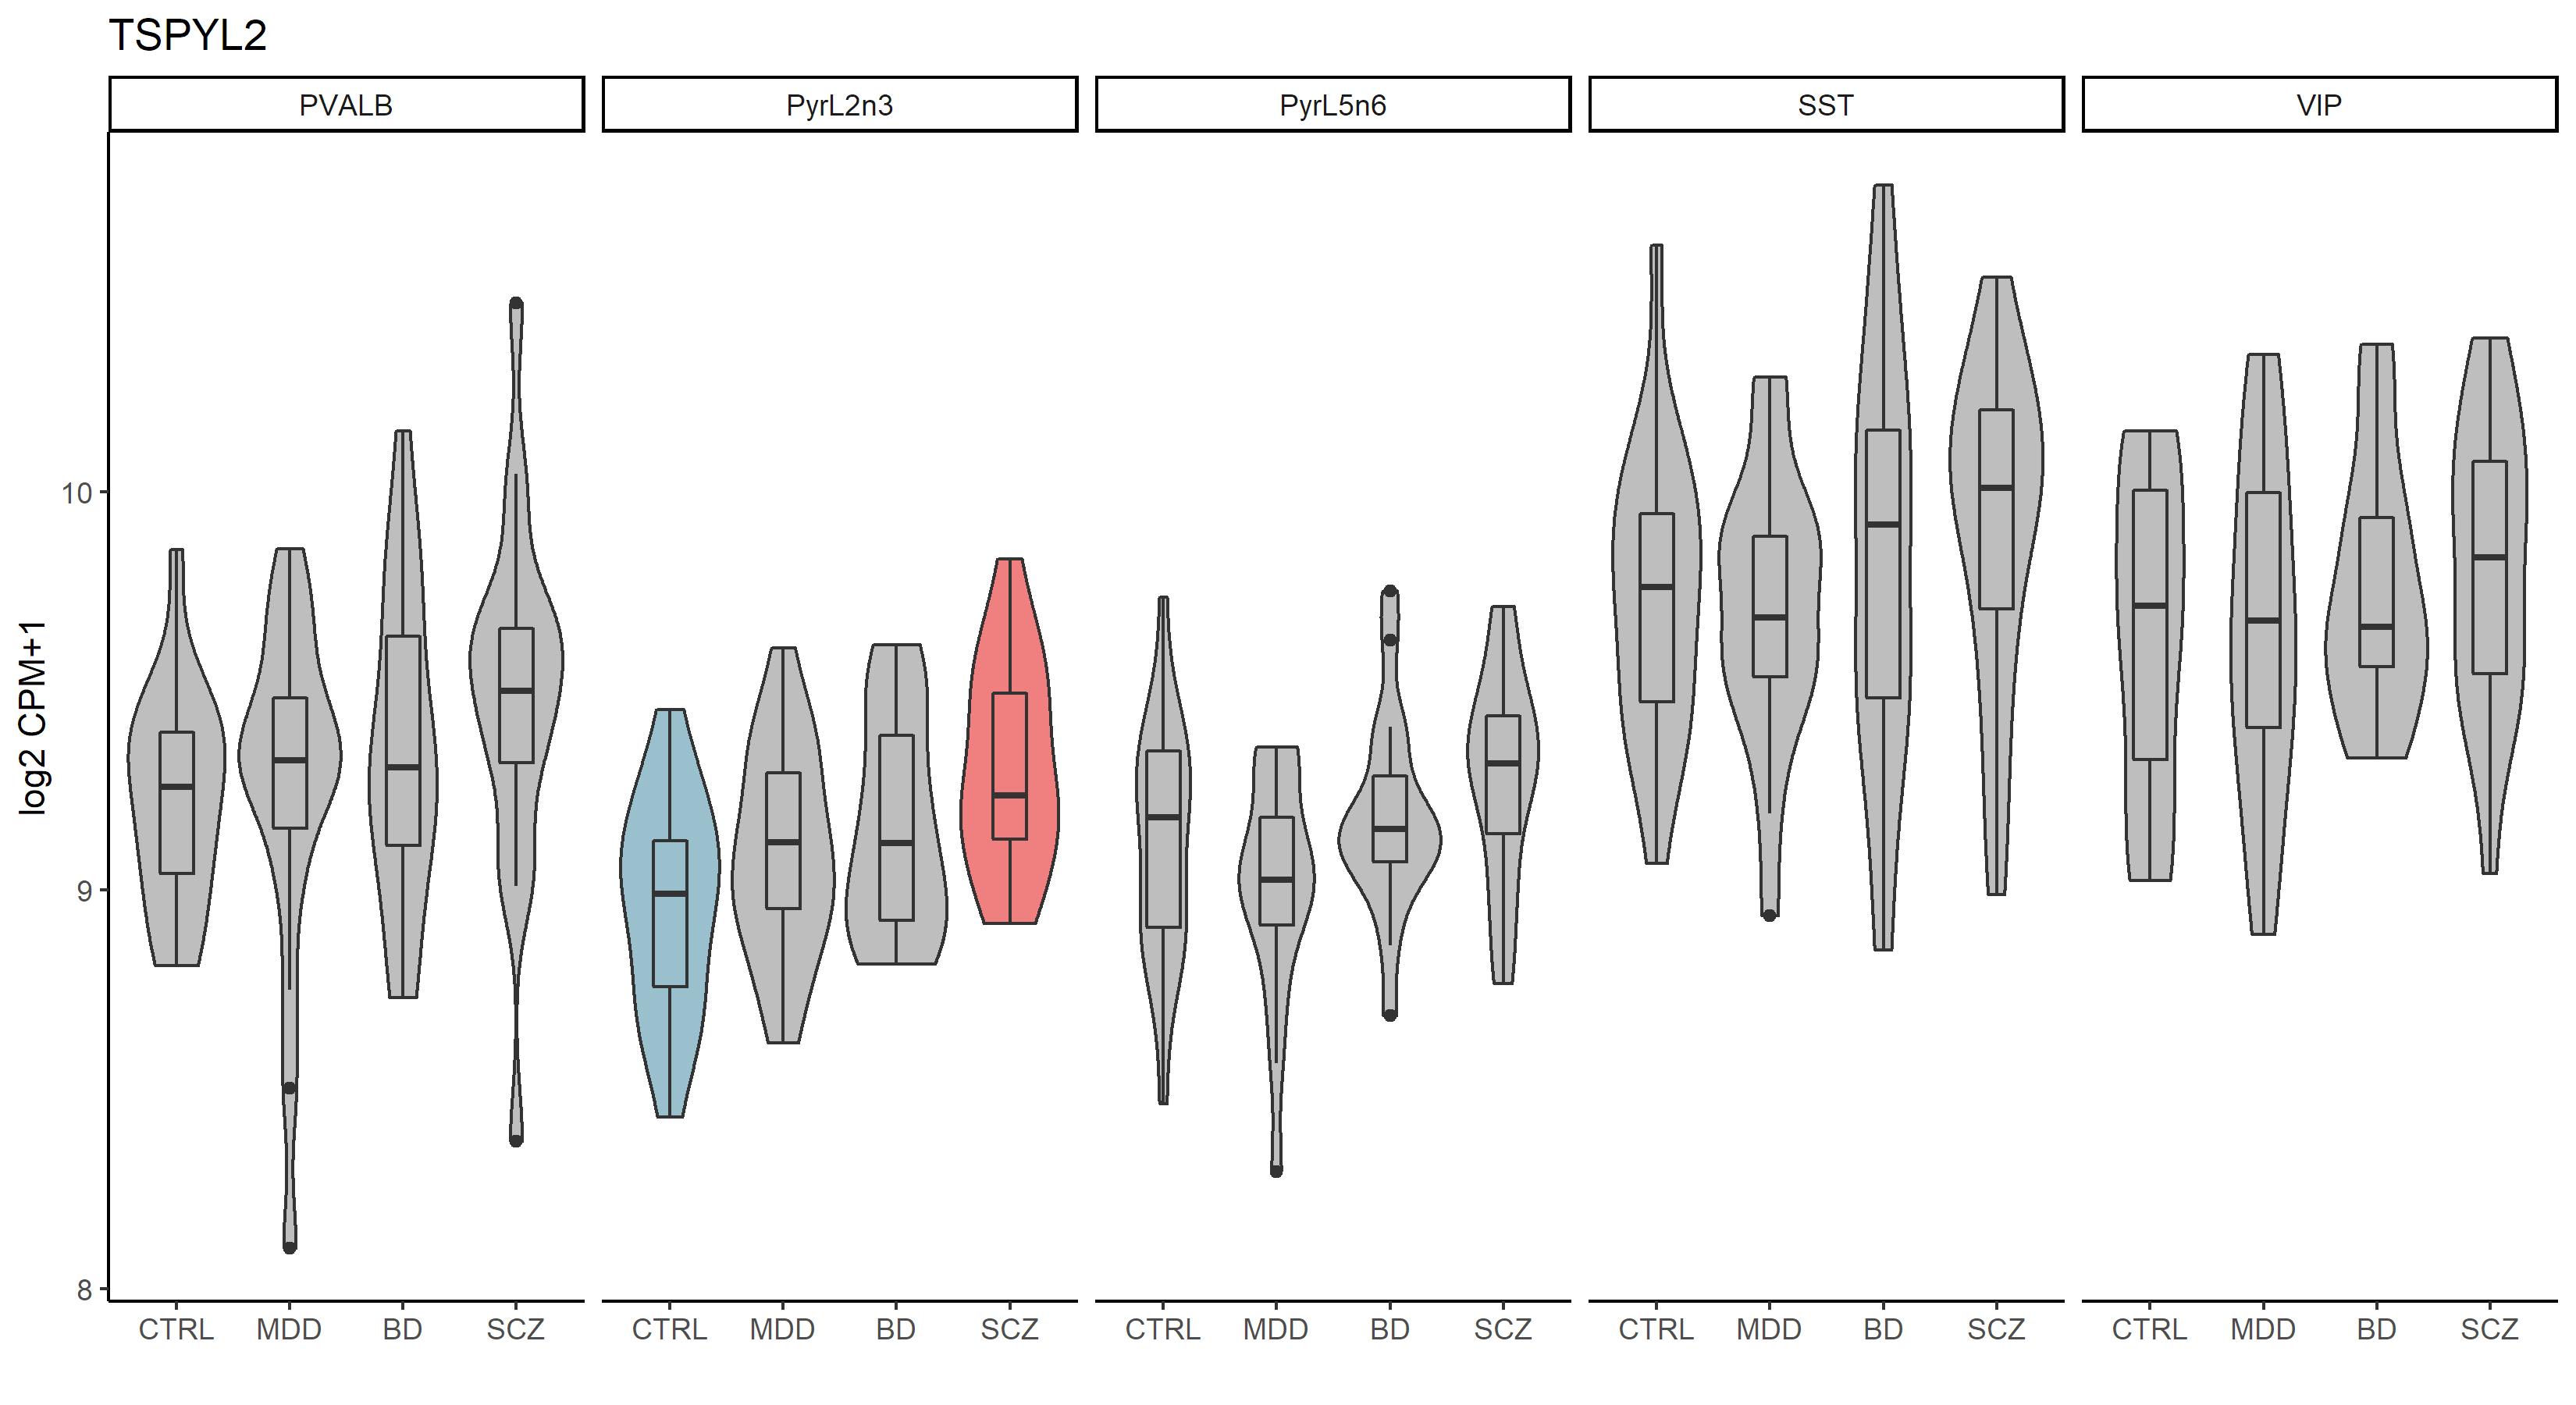 TSPYL2
PVALB PyrL2n3 PyrL5n6 SST VIP
log2 CPM+1
10
9
8
CTRL MDD BD SCZ CTRL MDD BD SCZ CTRL MDD BD SCZ CTRL MDD BD SCZ CTRL MDD BD SCZ